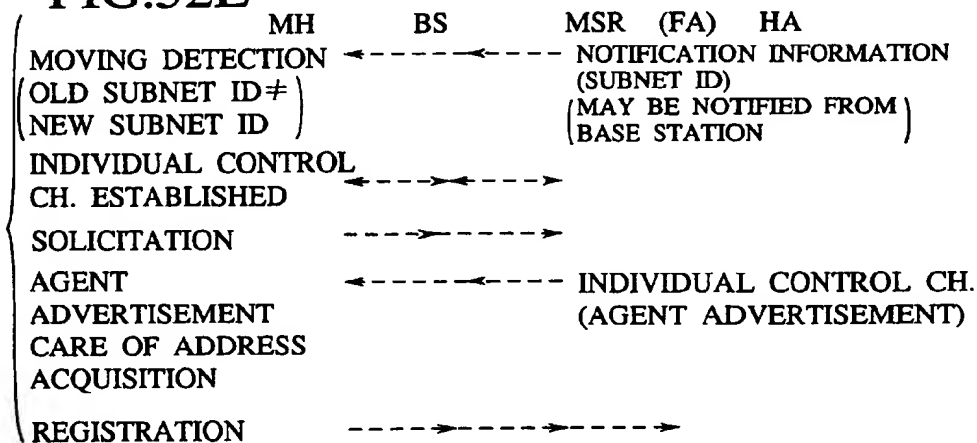 FIG.32E
MH BS MSR (FA) HA
MOVING DETECTION NOTIFICATION INFORMATION
(OLD SUBNET ID≠ (SUBNET ID)
NEW SUBNET ID) (MAY BE NOTIFIED FROM
BASE STATION)
INDIVIDUAL CONTROL
CH. ESTABLISHED
SOLICITATION
AGENT INDIVIDUAL CONTROL CH.
ADVERTISEMENT (AGENT ADVERTISEMENT)
CARE OF ADDRESS
ACQUISITION
REGISTRATION